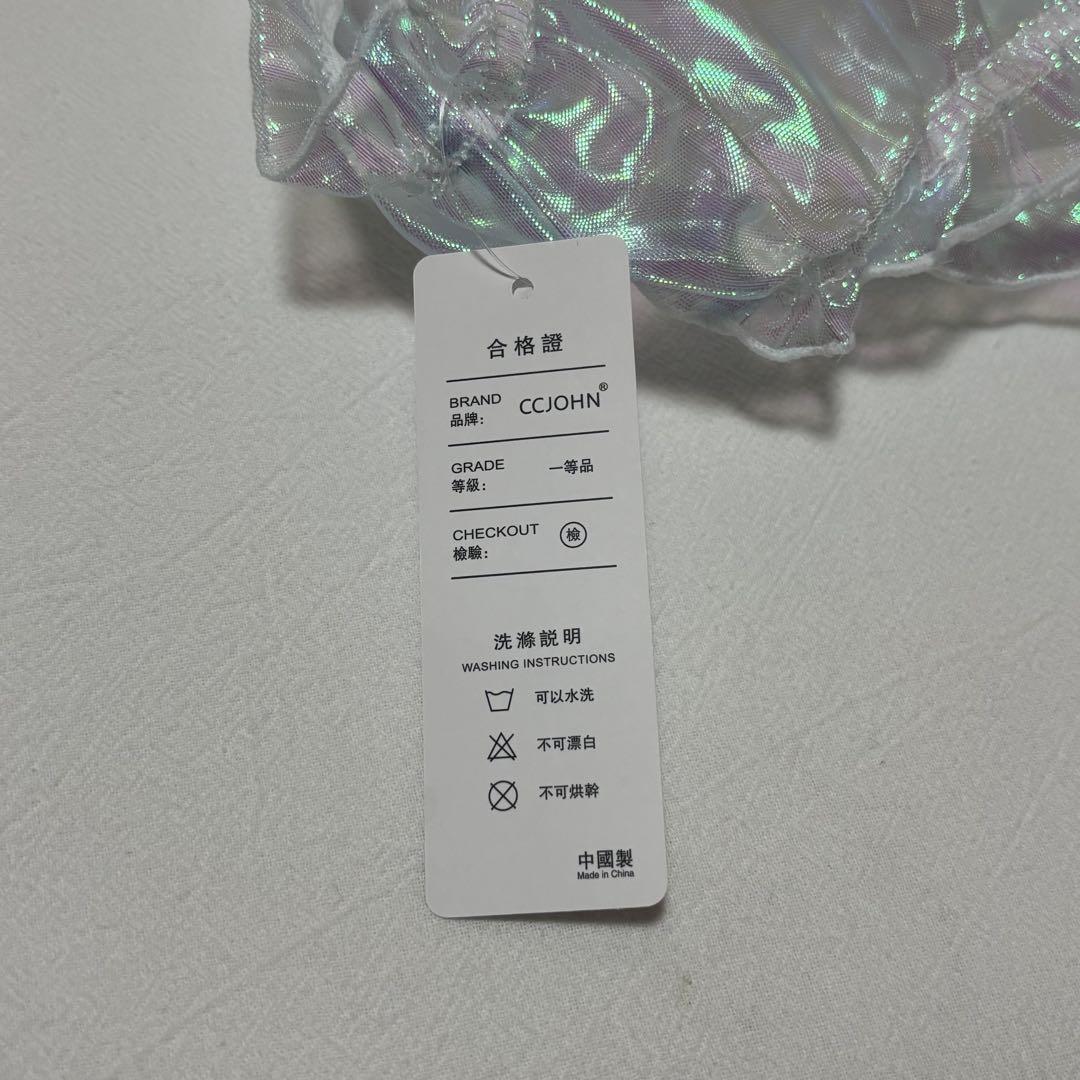 合格證
BRAND
品牌:
CCJOHN®
GRADE
等級:
一等品
CHECKOUT
檢驗:
檢
洗滌説明
WASHING INSTRUCTIONS
可以水洗
不可漂白
不可烘幹
中國製
Made in China